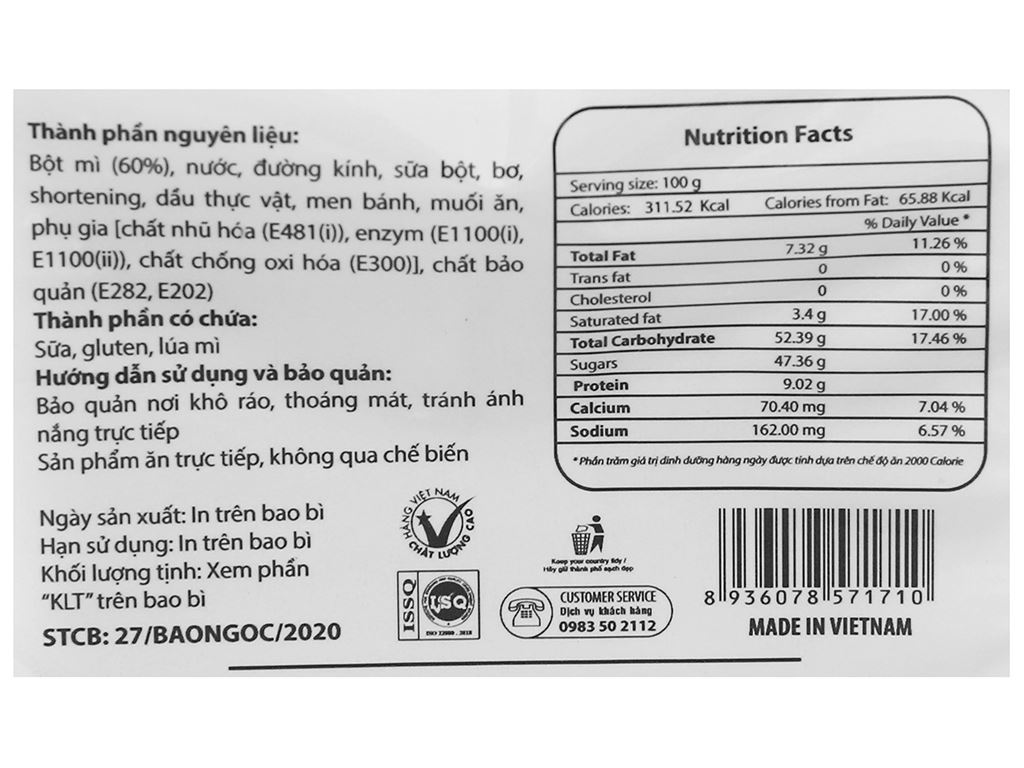 Thành phần nguyên liệu:
Bột mì (60%), nước, đường kính, sữa bột, bơ,
shortening, dầu thực vật, men bánh, muối ăn,
phụ gia [chất nhũ hóa (E481(i)), enzym (E1100(i),
E1100(ii)), chất chống oxi hóa (E300)], chất bảo
quản (E282, E202)
Thành phần có chứa:
Sữa, gluten, lúa mì
Hướng dẫn sử dụng và bảo quản:
Bảo quản nơi khô ráo, thoáng mát, tránh ánh
nắng trực tiếp
Sản phẩm ăn trực tiếp, không qua chế biến
Ngày sản xuất: In trên bao bì
Hạn sử dụng: In trên bao bì
Khối lượng tịnh: Xem phần
"KLT" trên bao bì
STCB: 27/BAONGOC/2020
HÀNG VIỆT NAM
CHẤT LƯỢNG CAO
ISSQ
ISSQ
ISO 22000 : 2018
Nutrition Facts
Serving size: 100 g
Calories: 311.52 Kcal Calories from Fat: 65.88 Kcal
% Daily Value *
Total Fat 7.32 g 11.26 %
Trans fat 0 0 %
Cholesterol 0 0 %
Saturated fat 3.4 g 17.00 %
Total Carbohydrate 52.39 g 17.46 %
Sugars 47.36 g
Protein 9.02 g
Calcium 70.40 mg 7.04 %
Sodium 162.00 mg 6.57 %
* Phần trăm giá trị dinh dưỡng hàng ngày được tính dựa trên chế độ ăn 2000 Calorie
Keep your country tidy /
Hãy giữ thành phố sạch đẹp
CUSTOMER SERVICE
Dịch vụ khách hàng
0983 50 2112
8 936078 571710
MADE IN VIETNAM